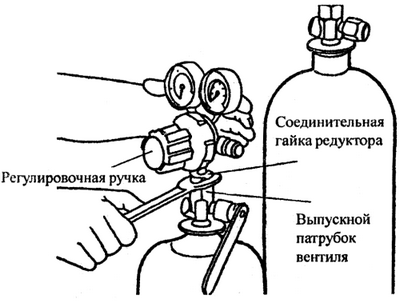 Соединительная
гайка редуктора
Регулировочная ручка
Выпускной
патрубок
вентиля